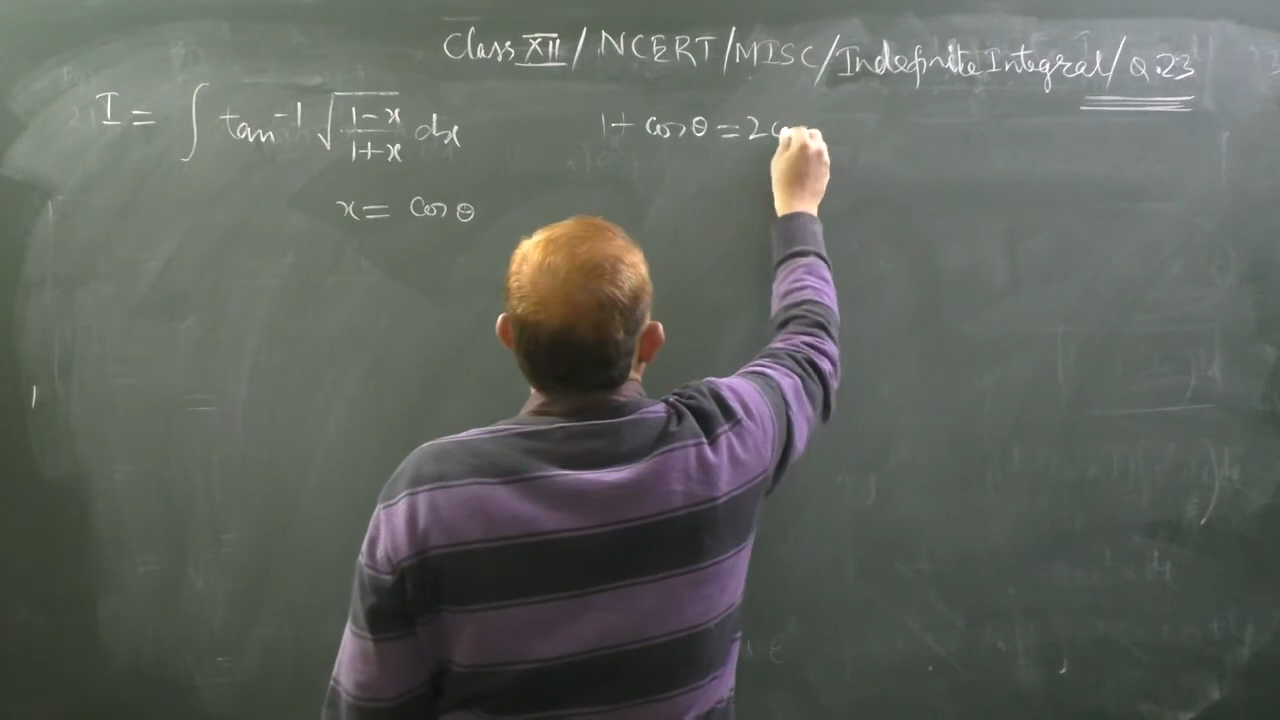 Class XII / NCERT / MISC / Indefinite Integral / Q.23
I = ∫ tan⁻¹ √((1-x)/(1+x)) dx
1 + cos θ = 2
x = cos θ